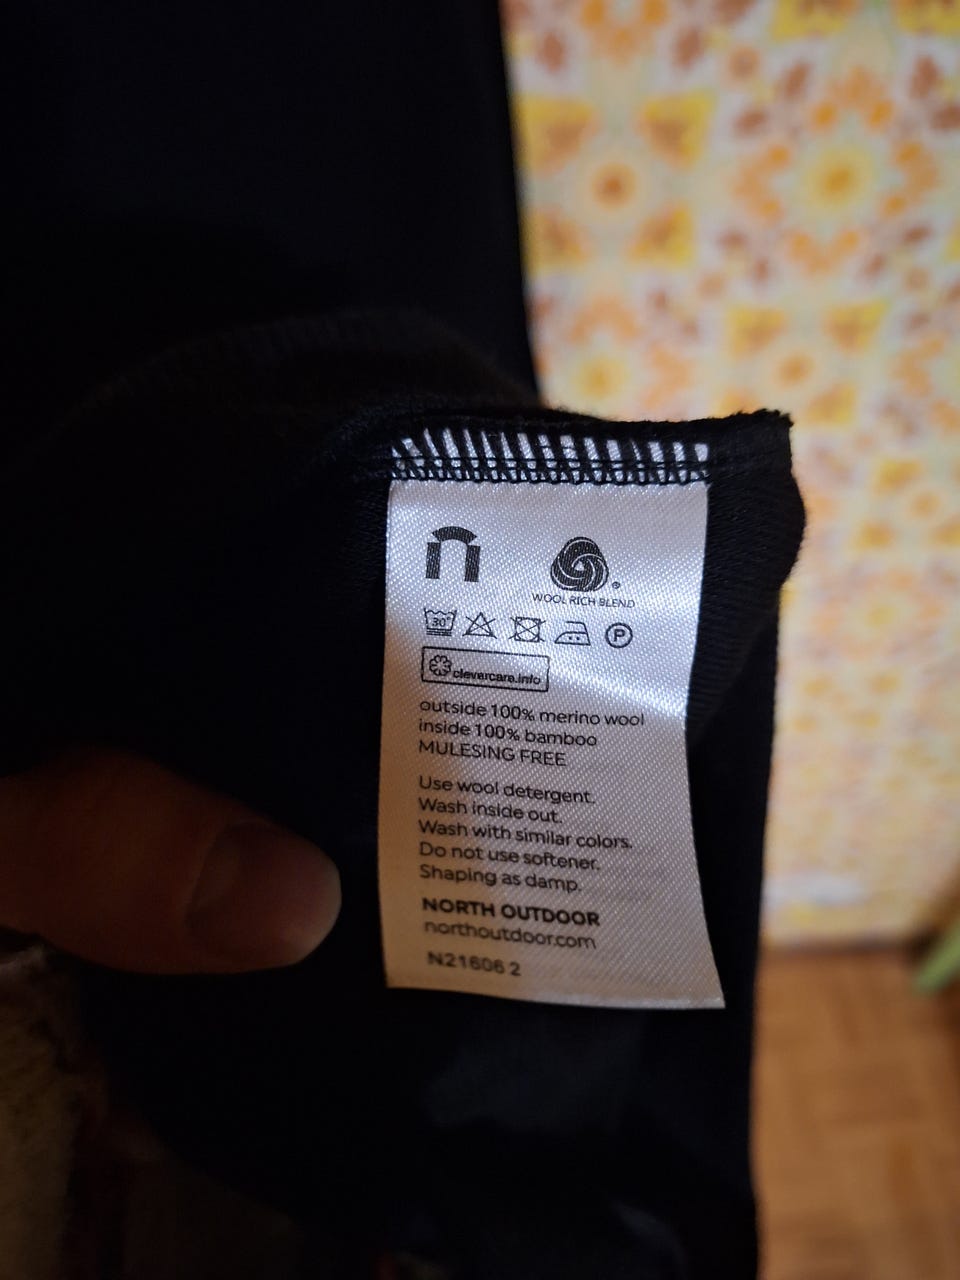 WOOL RICH BLEND
30°
P
clevercare.info
outside 100% merino wool
inside 100% bamboo
MULESING FREE
Use wool detergent.
Wash inside out.
Wash with similar colors.
Do not use softener.
Shaping as damp.
NORTH OUTDOOR
northoutdoor.com
N21606 2